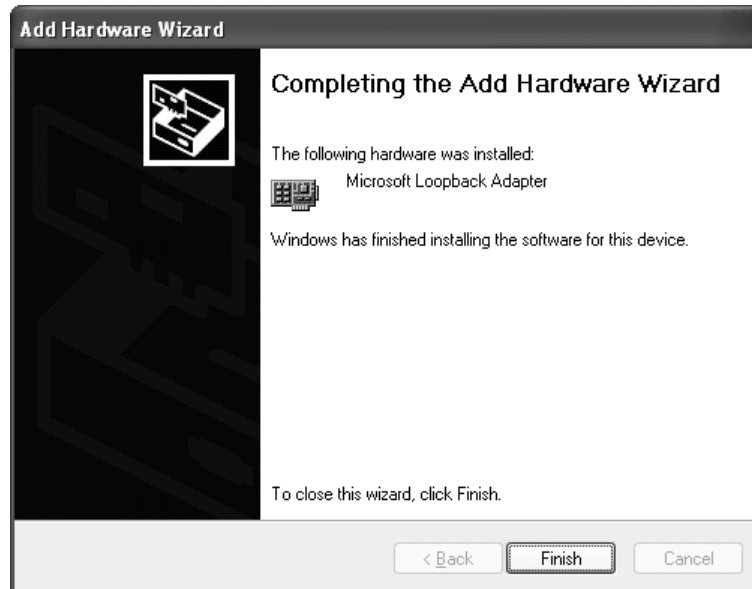 Add Hardware Wizard
Completing the Add Hardware Wizard
The following hardware was installed:
Microsoft Loopback Adapter
Windows has finished installing the software for this device.
To close this wizard, click Finish.
< Back Finish Cancel